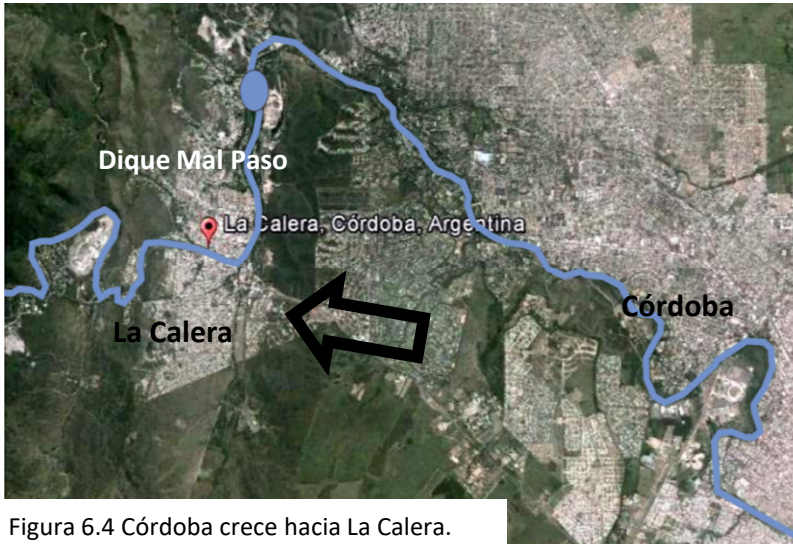 Dique Mal Paso
La Calera, Córdoba, Argentina
Córdoba
La Calera
Figura 6.4 Córdoba crece hacia La Calera.